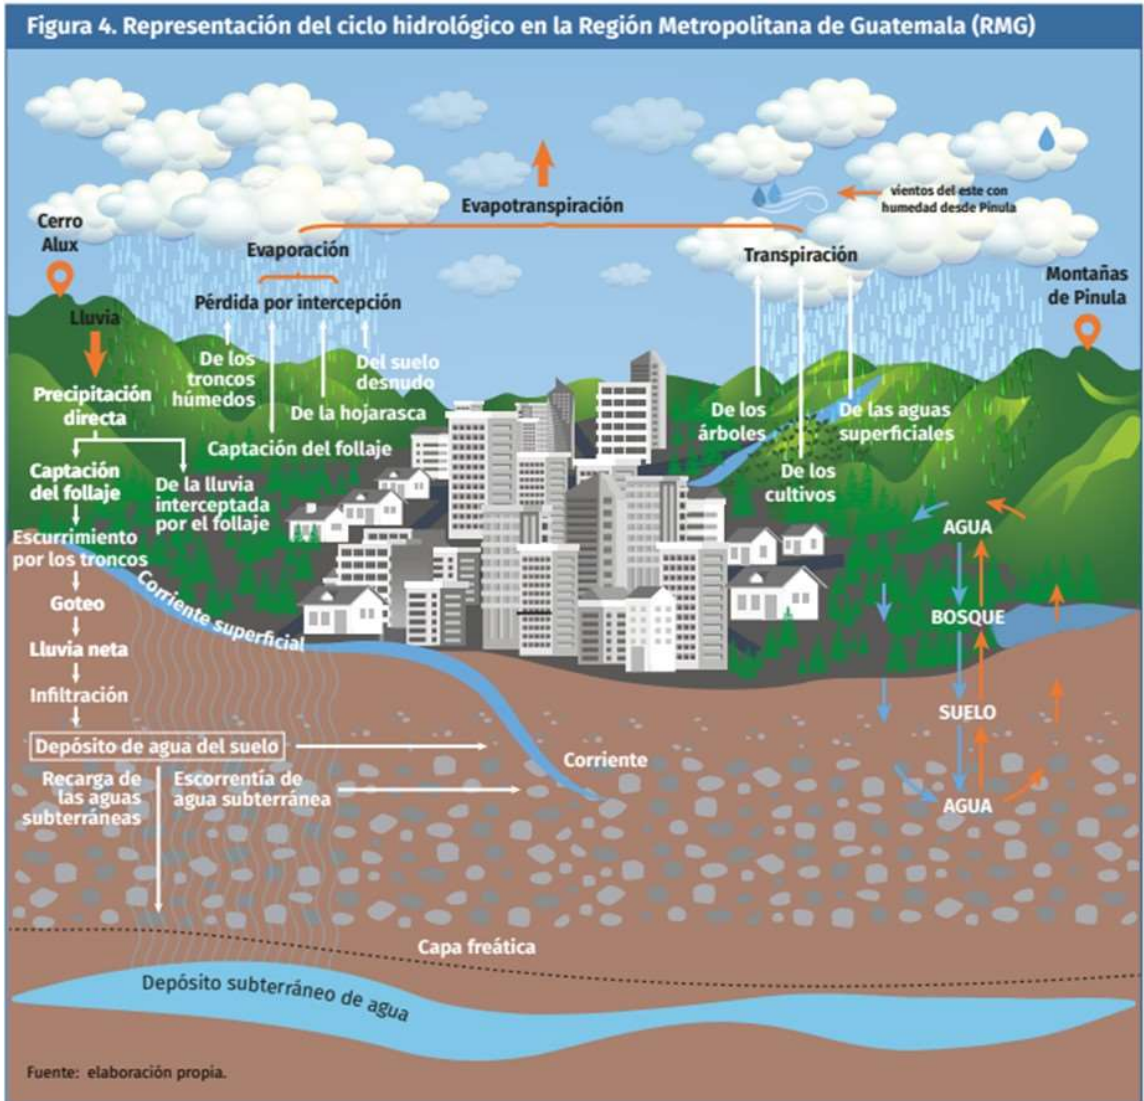 Figura 4. Representación del ciclo hidrológico en la Región Metropolitana de Guatemala (RMG)
vientos del este con
humedad desde Pinula
Evapotranspiración
Cerro
Alux
Evaporación
Transpiración
Montañas
de Pinula
Pérdida por intercepción
Lluvia
De los
troncos
húmedos
Del suelo
desnudo
De la hojarasca
Captación del follaje
De los
árboles
De las aguas
superficiales
De los
cultivos
Precipitación
directa
Captación
del follaje
De la lluvia
interceptada
por el follaje
Escurrimiento
por los troncos
Goteo
Lluvia neta
Infiltración
Corriente superficial
AGUA
BOSQUE
SUELO
AGUA
Depósito de agua del suelo
Corriente
Recarga de
las aguas
subterráneas
Escorrentía de
agua subterránea
Capa freática
Depósito subterráneo de agua
Fuente: elaboración propia.